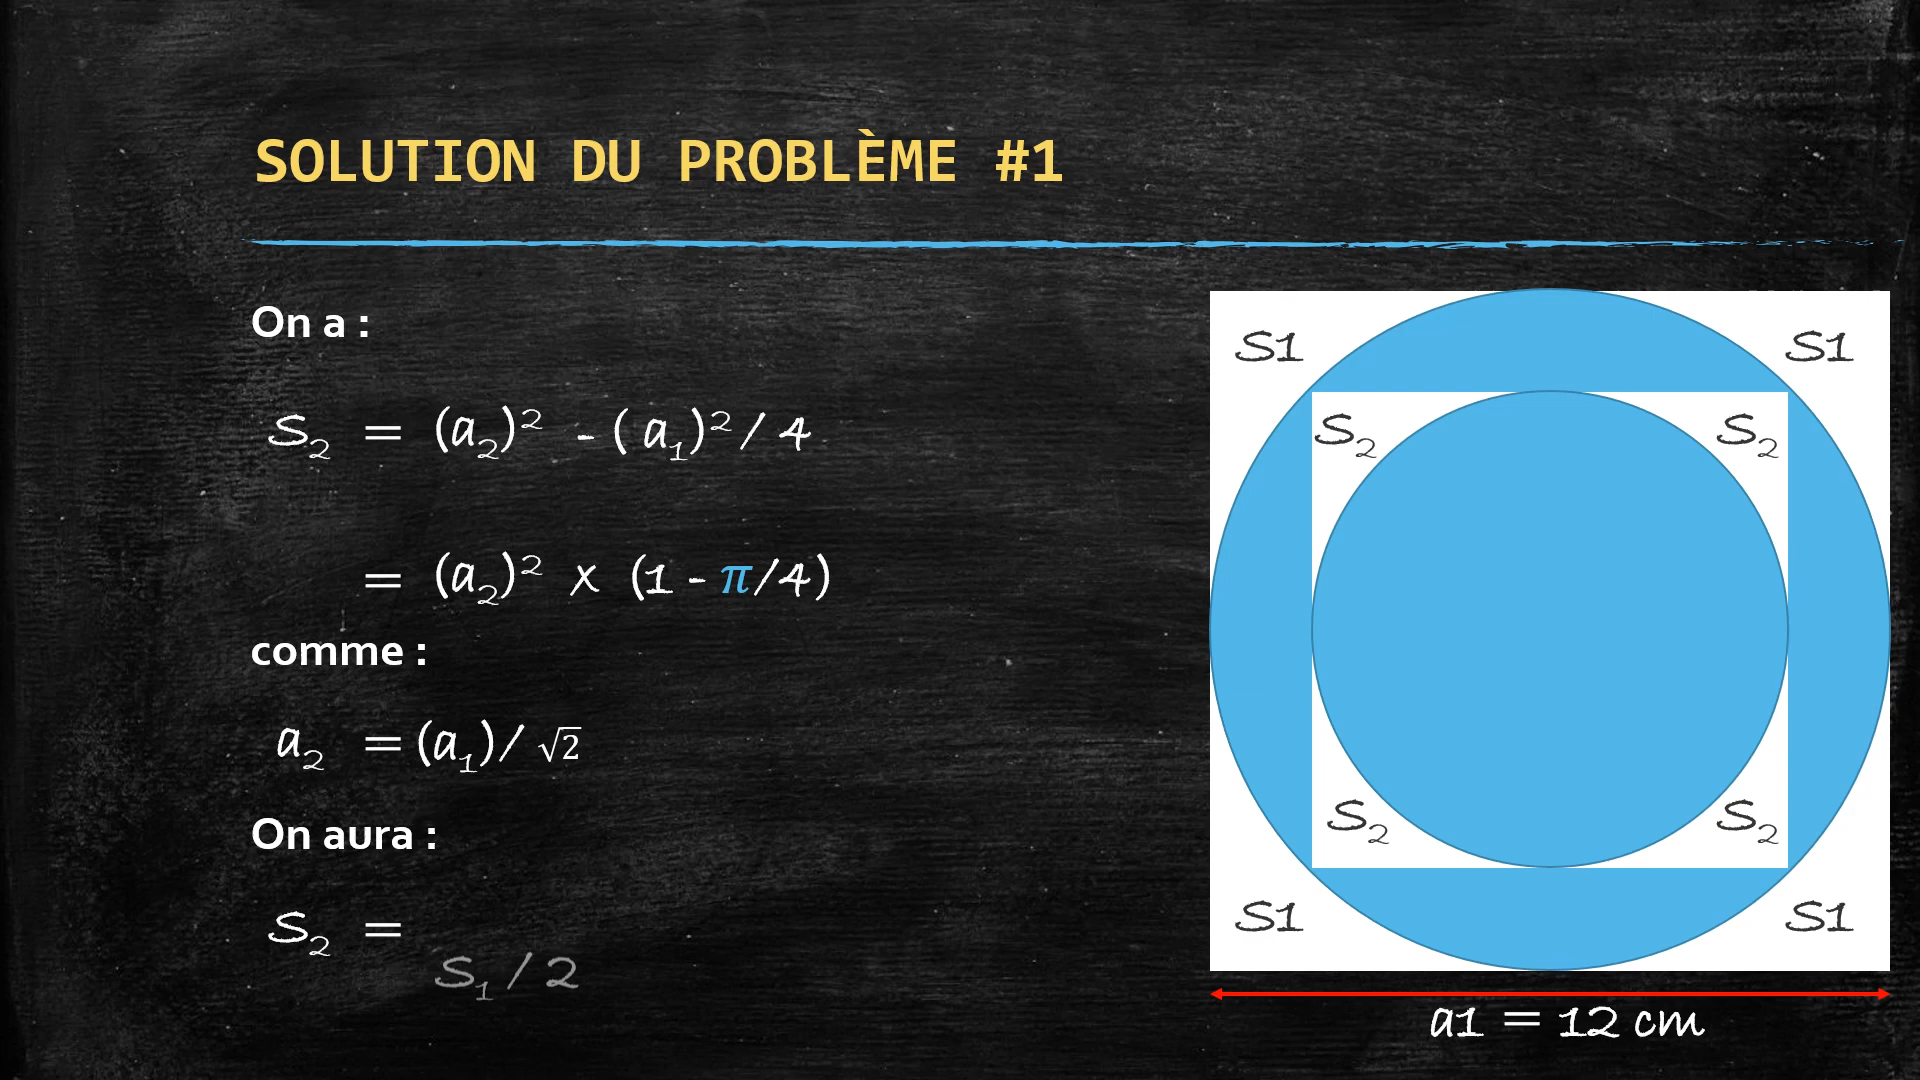 SOLUTION DU PROBLÈME #1
On a :
S₂ = (a₂)² - ( a₁)² / 4
= (a₂)² x (1 - π/4)
comme :
a₂ = (a₁)/ √2
On aura :
S₂ =
S₁ / 2
S1 S1
S₂ S₂
S₂ S₂
S1 S1
a1 = 12 cm